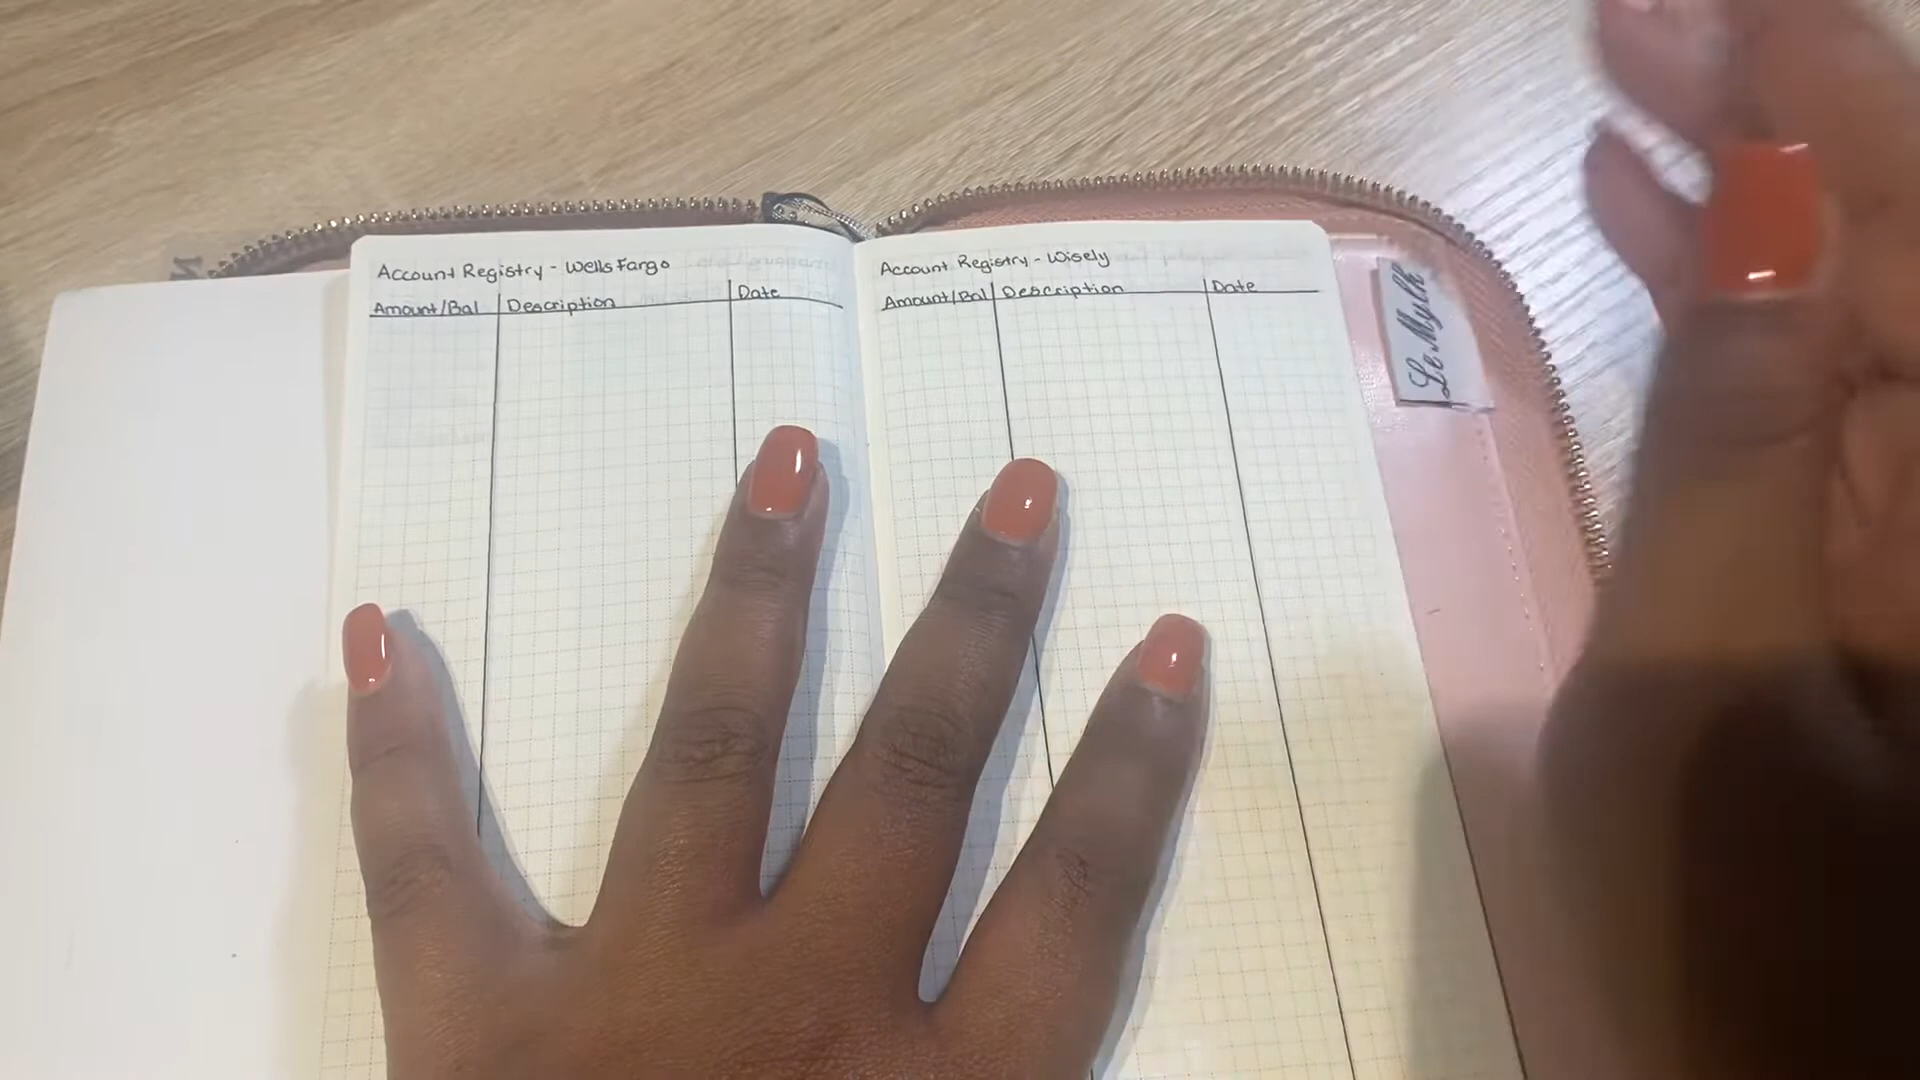 Account Registry - Wells Fargo
Amount/Bal Description Date
Account Registry - Wisely
Amount/Bal Description Date
Le Mylk